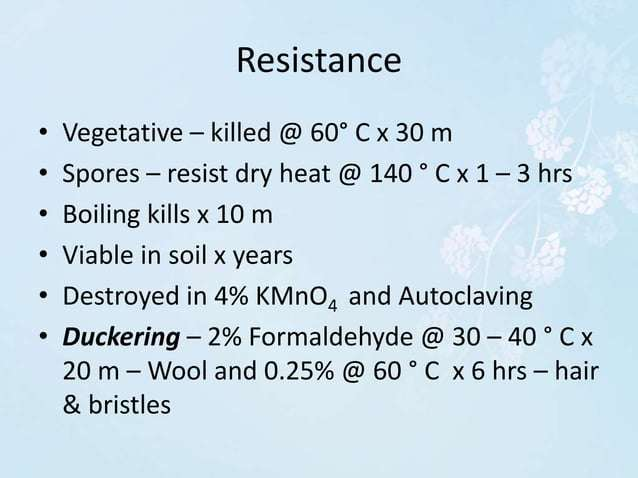 Resistance
• Vegetative – killed @ 60° C x 30 m
• Spores – resist dry heat @ 140 ° C x 1 – 3 hrs
• Boiling kills x 10 m
• Viable in soil x years
• Destroyed in 4% KMnO₄ and Autoclaving
• Duckering – 2% Formaldehyde @ 30 – 40 ° C x
20 m – Wool and 0.25% @ 60 ° C x 6 hrs – hair
& bristles